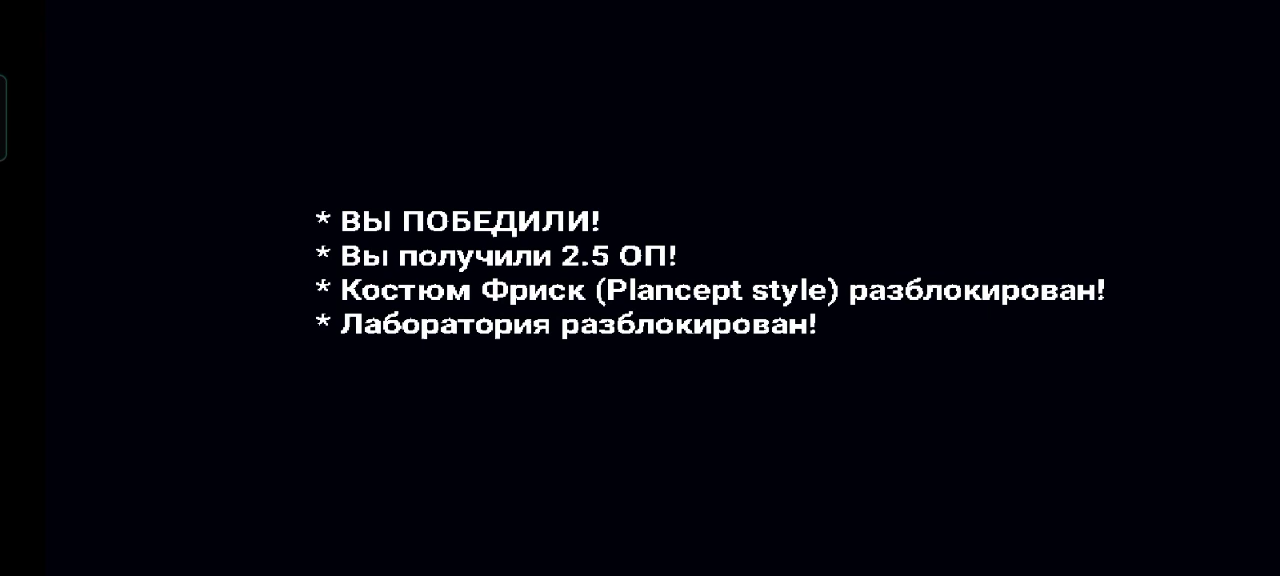 * ВЫ ПОБЕДИЛИ!
* Вы получили 2.5 ОП!
* Костюм Фриск (Plancept style) разблокирован!
* Лаборатория разблокирован!